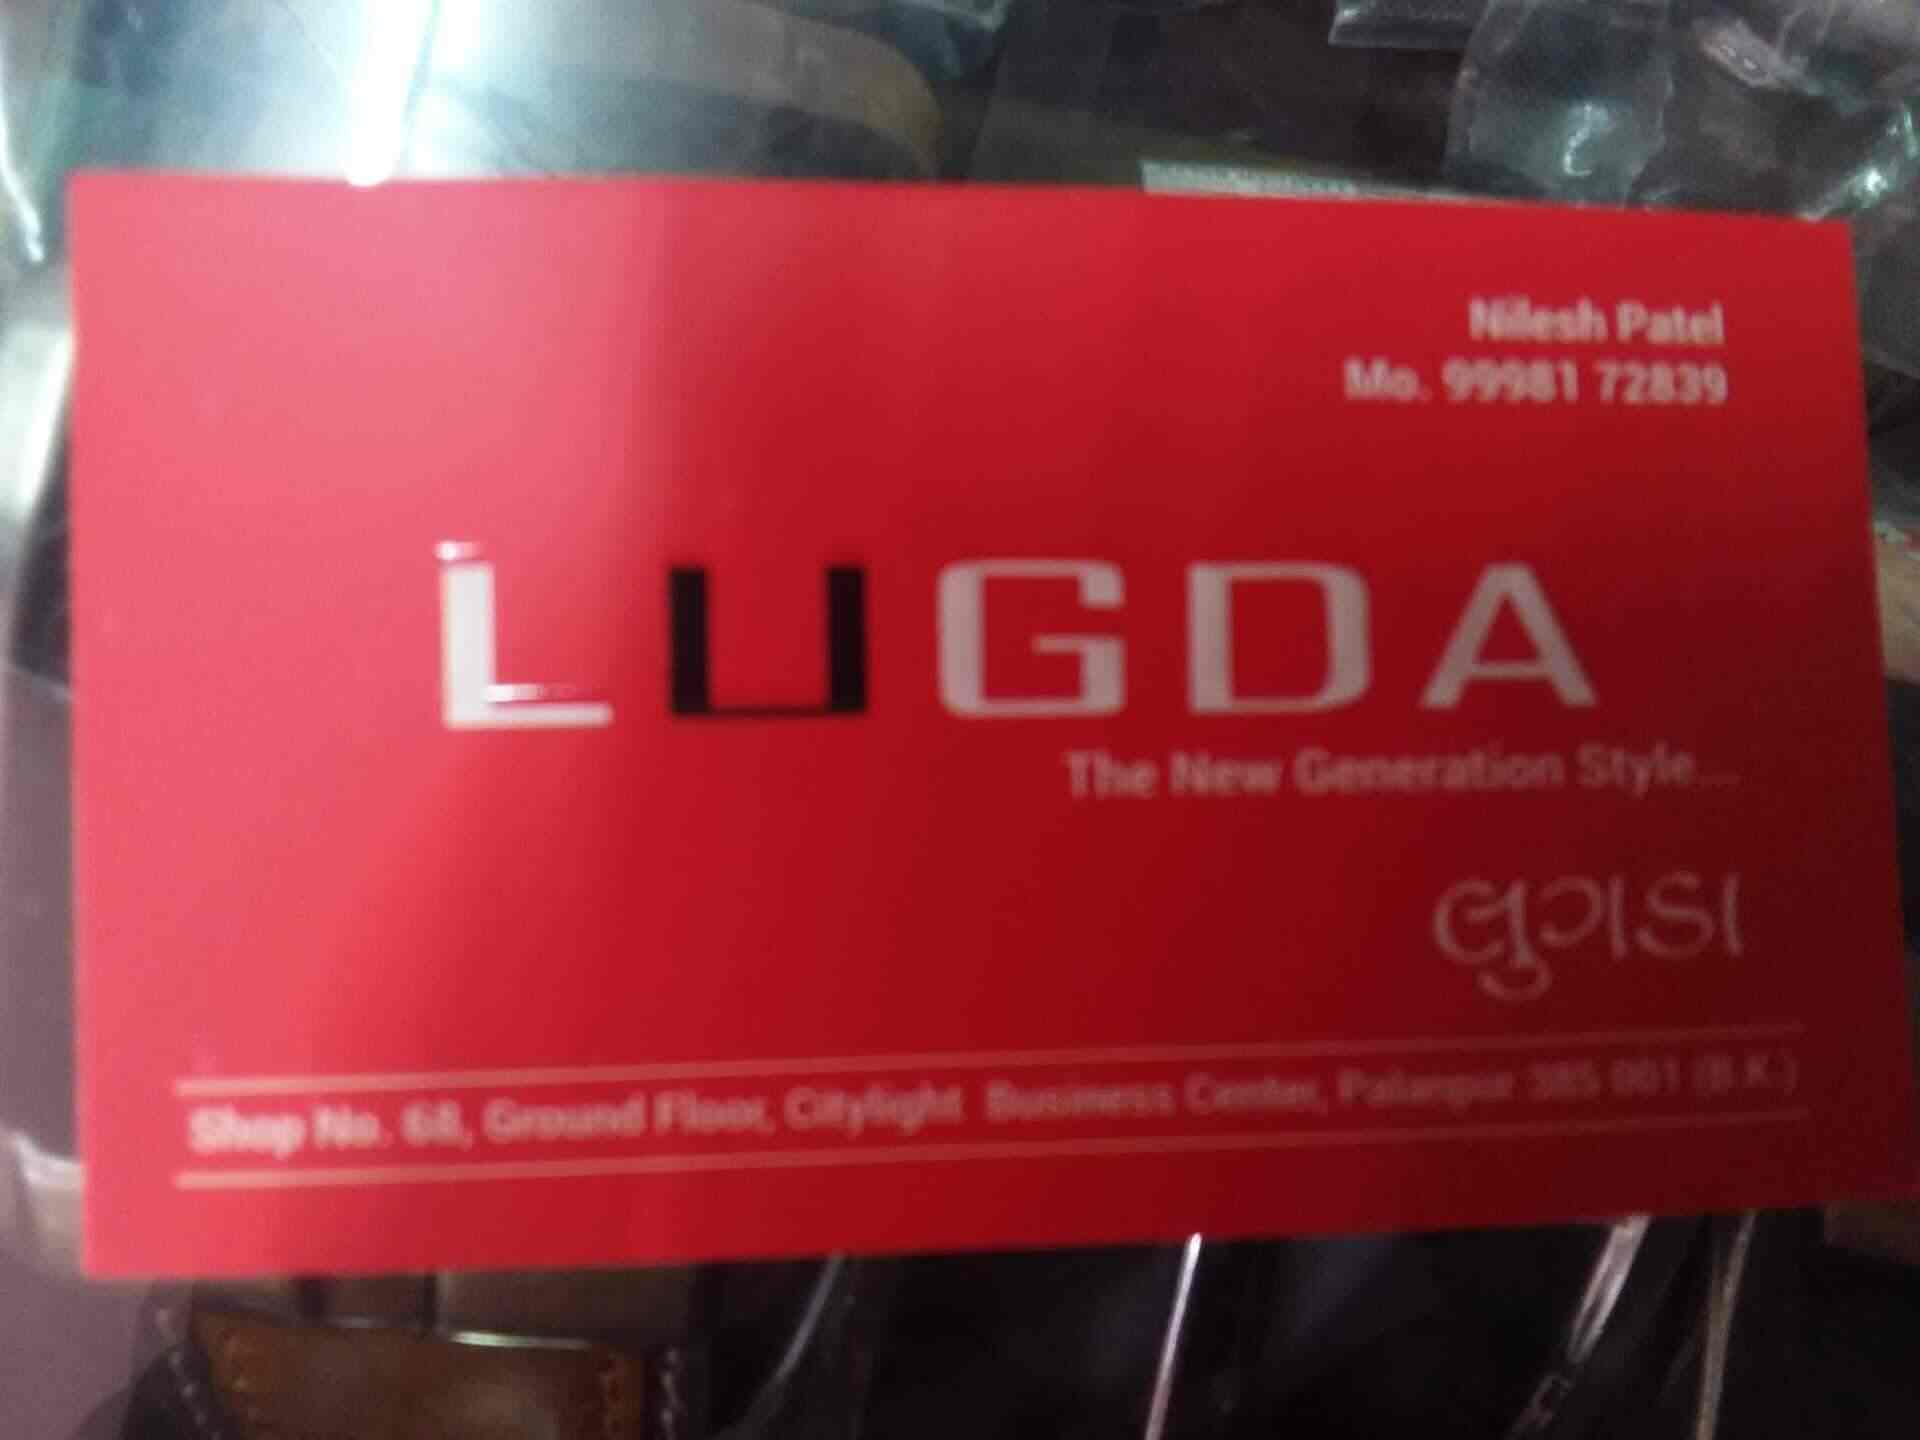 Nilesh Patel
Mo. 99981 72839
LUGDA
The New Generation Style...
લુગડા
Shop No. 68, Ground Floor, Citylight Business Center, Palanpur 385 001 (B.K.)